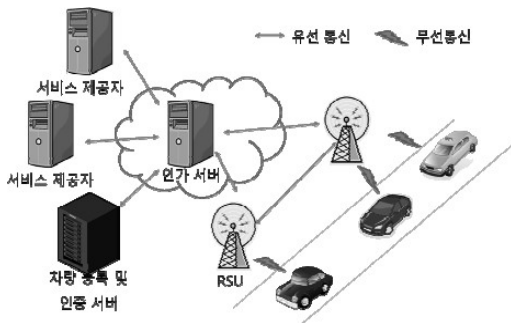 유선 통신
무선통신
서비스 제공자
서비스 제공자
인가 서버
RSU
차량 등록 및
인증 서버